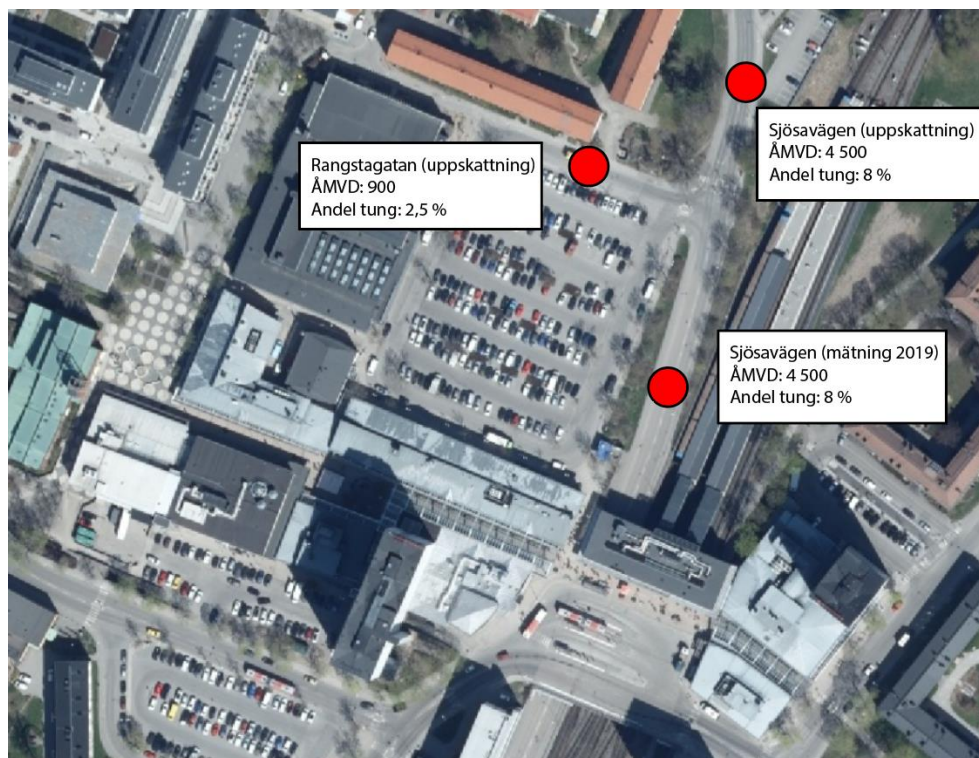 Sjösavägen (uppskattning)
ÅMVD: 4 500
Andel tung: 8 %
Rangstagatan (uppskattning)
ÅMVD: 900
Andel tung: 2,5 %
Sjösavägen (mätning 2019)
ÅMVD: 4 500
Andel tung: 8 %